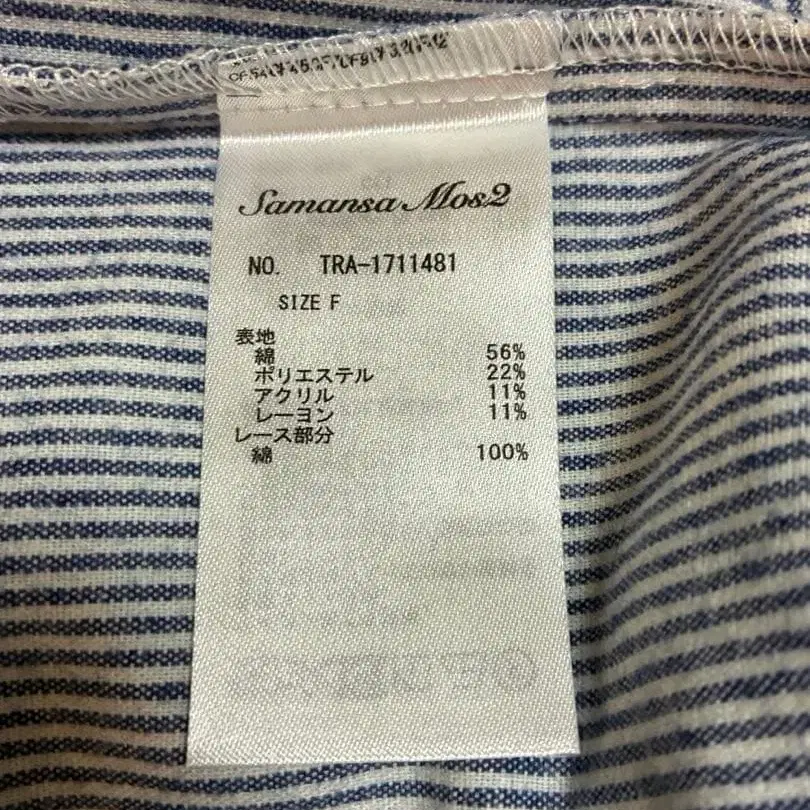 Samansa Mos2
NO. TRA-1711481
SIZE F
表地
綿 56%
ポリエステル 22%
アクリル 11%
レーヨン 11%
レース部分
綿 100%